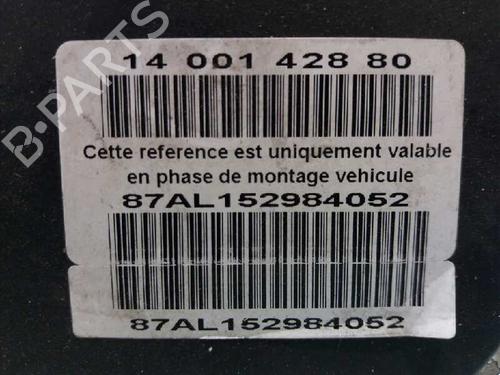 14 001 428 80
Cette reference est uniquement valable
en phase de montage vehicule
87AL152984052
87AL152984052
B-PARTS